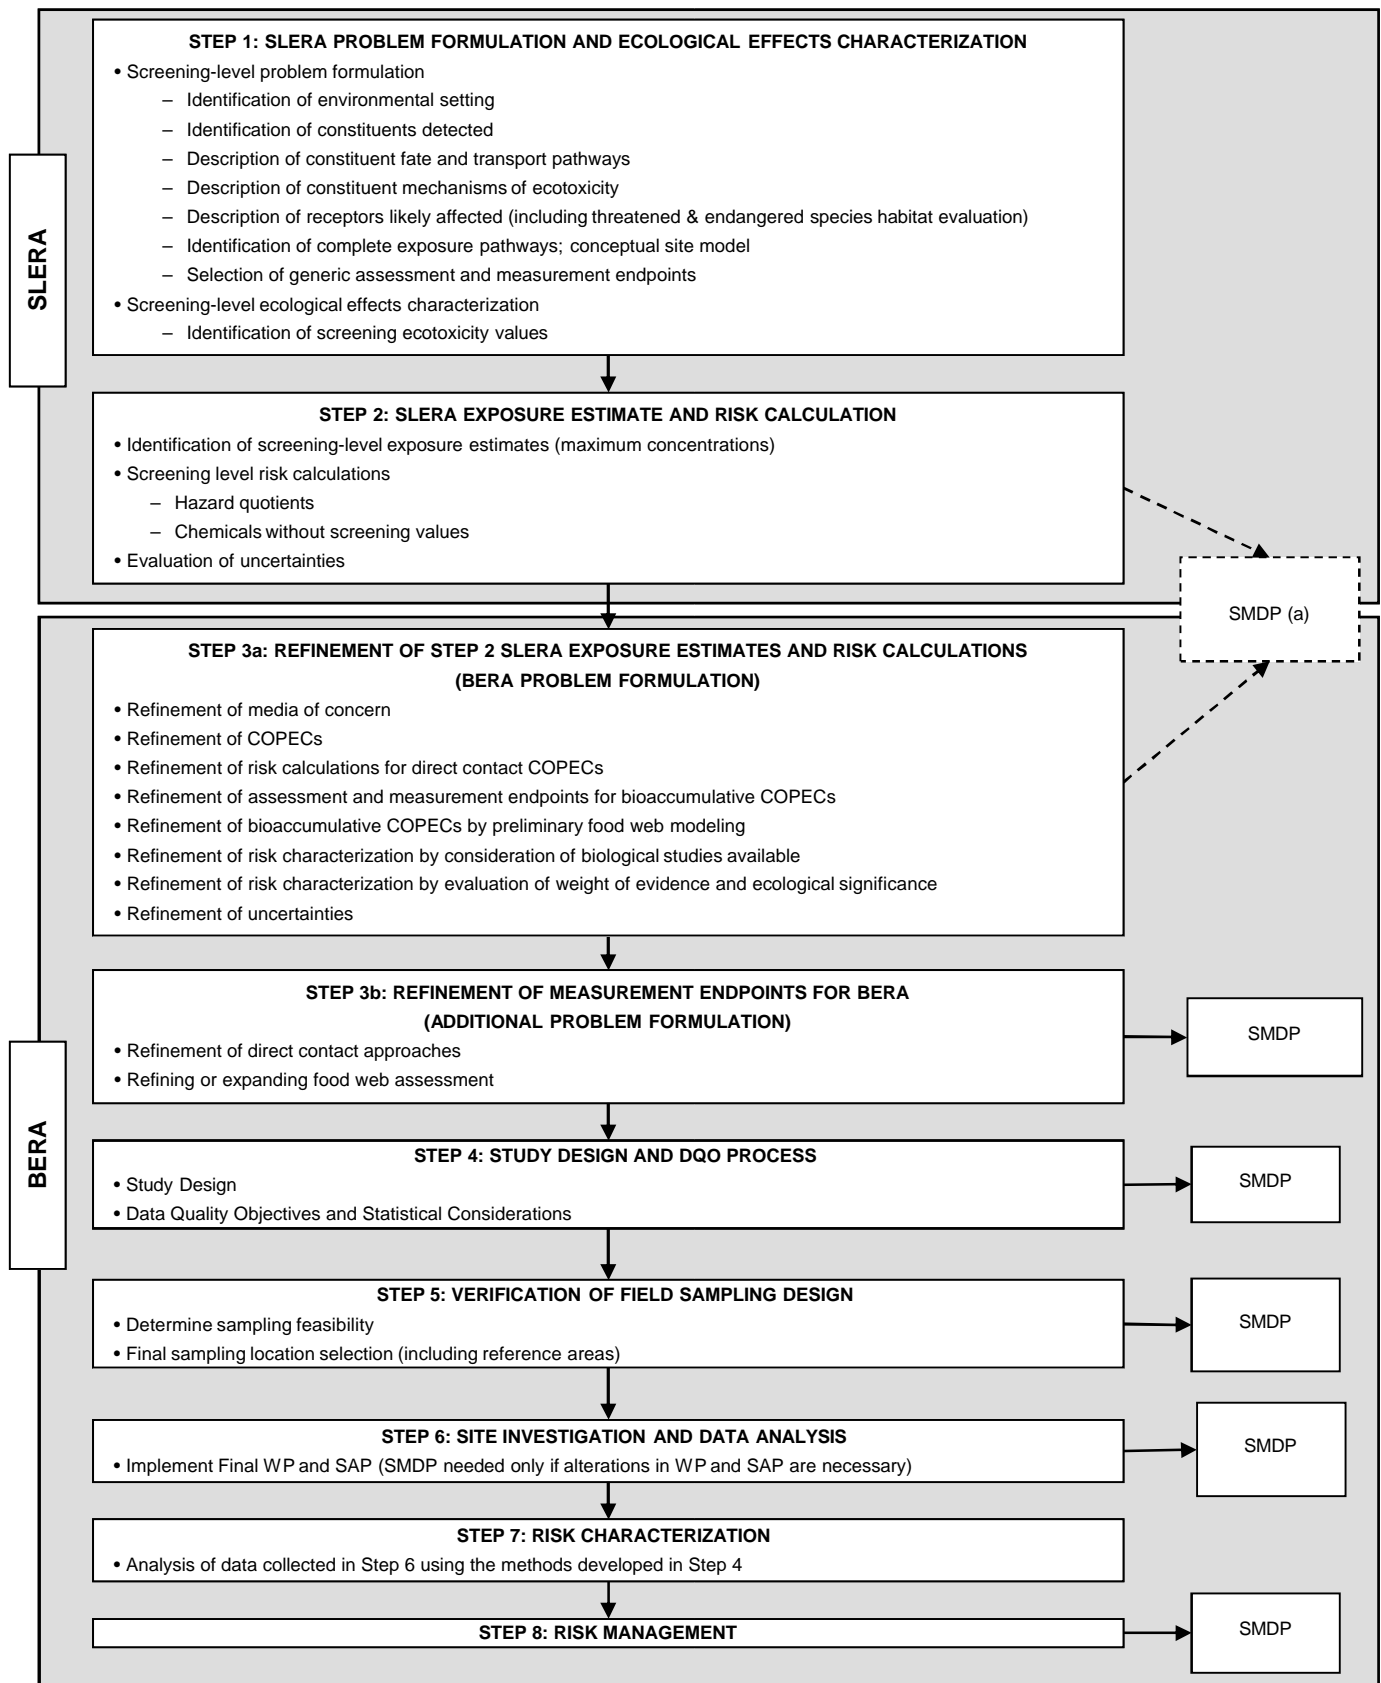 SLERA
STEP 1: SLERA PROBLEM FORMULATION AND ECOLOGICAL EFFECTS CHARACTERIZATION
• Screening-level problem formulation
– Identification of environmental setting
– Identification of constituents detected
– Description of constituent fate and transport pathways
– Description of constituent mechanisms of ecotoxicity
– Description of receptors likely affected (including threatened & endangered species habitat evaluation)
– Identification of complete exposure pathways; conceptual site model
– Selection of generic assessment and measurement endpoints
• Screening-level ecological effects characterization
– Identification of screening ecotoxicity values
STEP 2: SLERA EXPOSURE ESTIMATE AND RISK CALCULATION
• Identification of screening-level exposure estimates (maximum concentrations)
• Screening level risk calculations
– Hazard quotients
– Chemicals without screening values
• Evaluation of uncertainties
SMDP (a)
BERA
STEP 3a: REFINEMENT OF STEP 2 SLERA EXPOSURE ESTIMATES AND RISK CALCULATIONS
(BERA PROBLEM FORMULATION)
• Refinement of media of concern
• Refinement of COPECs
• Refinement of risk calculations for direct contact COPECs
• Refinement of assessment and measurement endpoints for bioaccumulative COPECs
• Refinement of bioaccumulative COPECs by preliminary food web modeling
• Refinement of risk characterization by consideration of biological studies available
• Refinement of risk characterization by evaluation of weight of evidence and ecological significance
• Refinement of uncertainties
STEP 3b: REFINEMENT OF MEASUREMENT ENDPOINTS FOR BERA
(ADDITIONAL PROBLEM FORMULATION)
• Refinement of direct contact approaches
• Refining or expanding food web assessment
SMDP
STEP 4: STUDY DESIGN AND DQO PROCESS
• Study Design
• Data Quality Objectives and Statistical Considerations
SMDP
STEP 5: VERIFICATION OF FIELD SAMPLING DESIGN
• Determine sampling feasibility
• Final sampling location selection (including reference areas)
SMDP
STEP 6: SITE INVESTIGATION AND DATA ANALYSIS
• Implement Final WP and SAP (SMDP needed only if alterations in WP and SAP are necessary)
SMDP
STEP 7: RISK CHARACTERIZATION
• Analysis of data collected in Step 6 using the methods developed in Step 4
STEP 8: RISK MANAGEMENT
SMDP